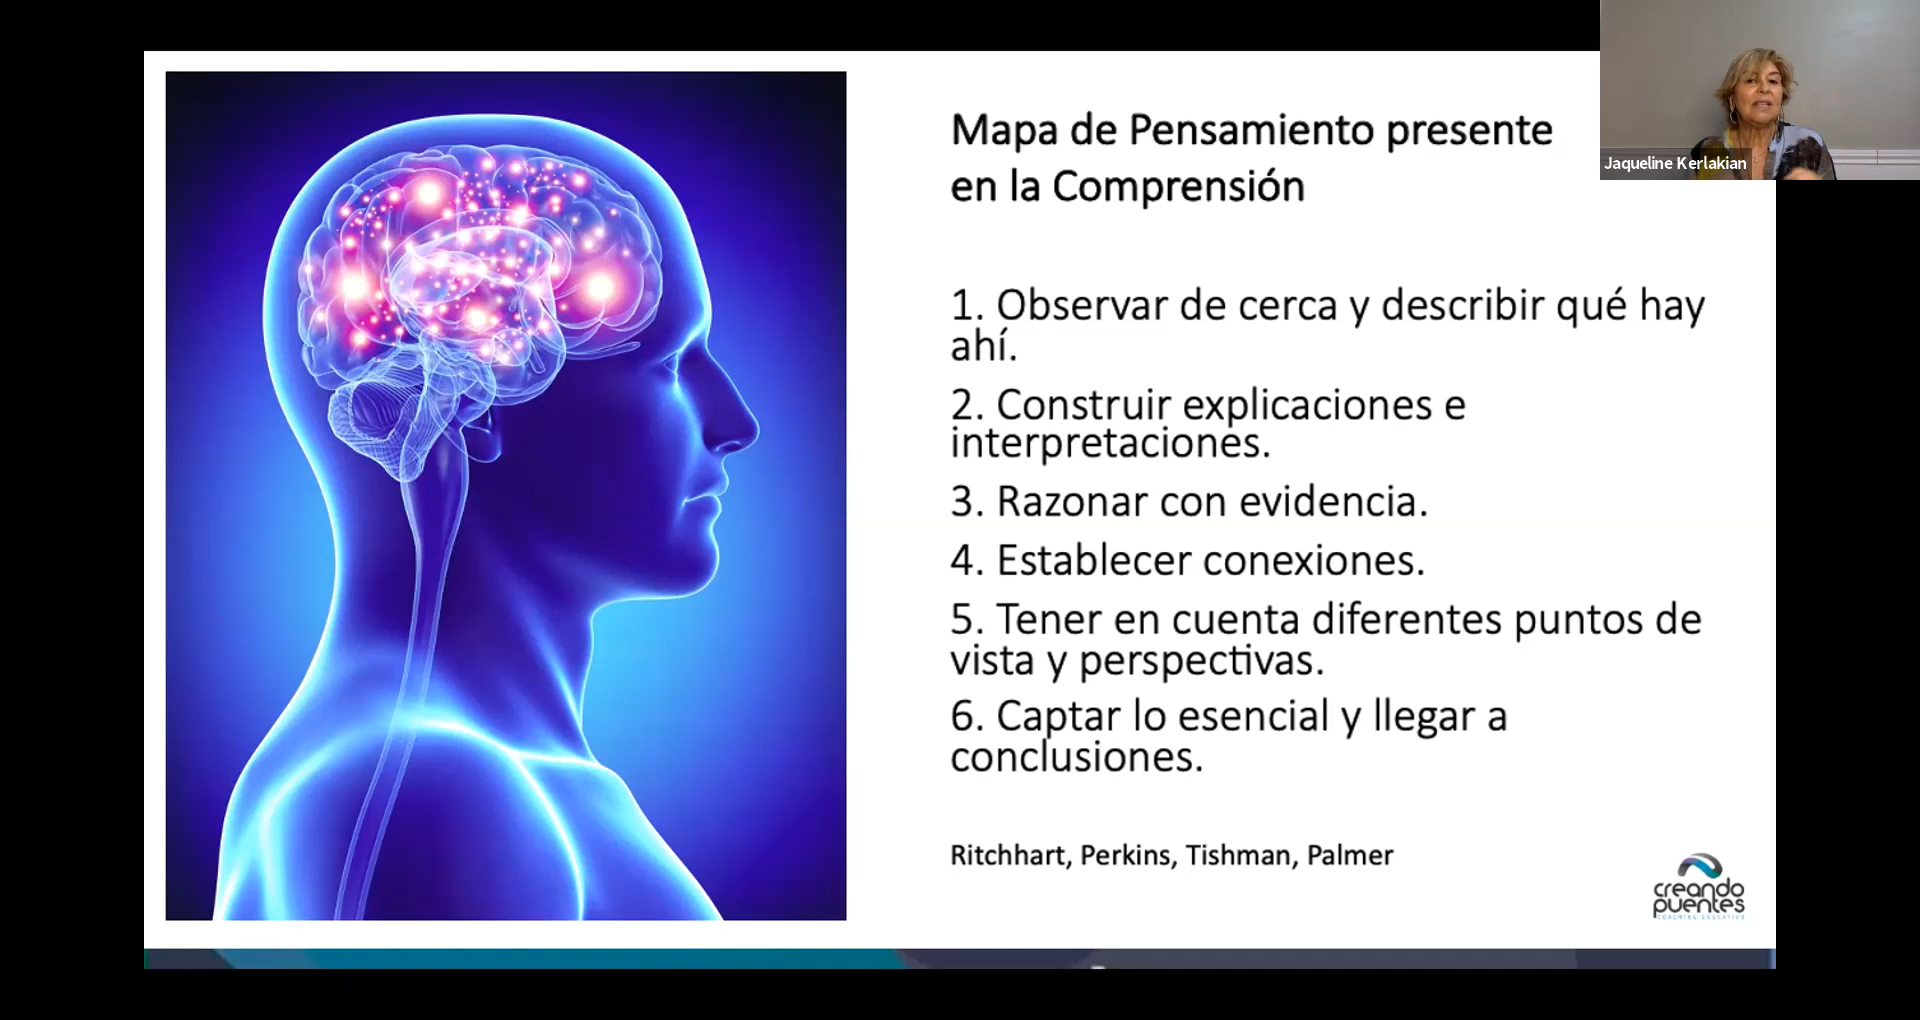 Jaqueline Kerlakian
Mapa de Pensamiento presente
en la Comprensión
1. Observar de cerca y describir qué hay
ahí.
2. Construir explicaciones e
interpretaciones.
3. Razonar con evidencia.
4. Establecer conexiones.
5. Tener en cuenta diferentes puntos de
vista y perspectivas.
6. Captar lo esencial y llegar a
conclusiones.
Ritchhart, Perkins, Tishman, Palmer
creando
puentes
COACHING EDUCATIVO